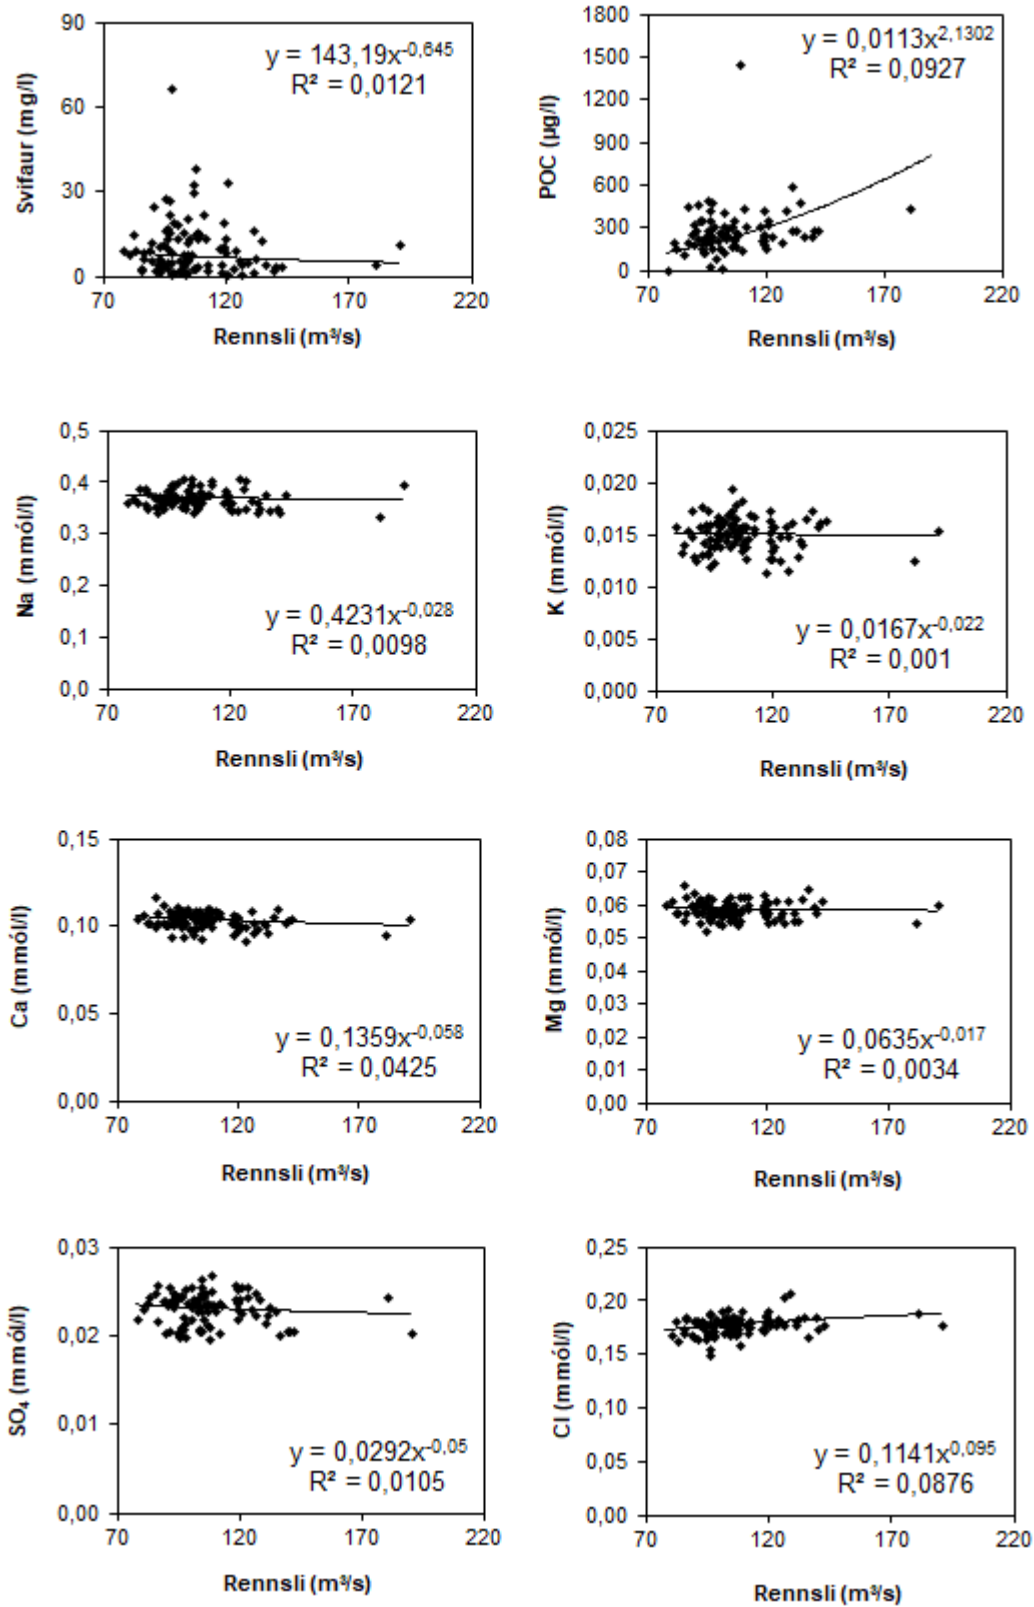 90
60
30
0
Svifaur (mg/l)
y = 143,19x^-0,645
R² = 0,0121
70 120 170 220
Rennsli (m³/s)
1800
1500
1200
900
600
300
0
POC (µg/l)
y = 0,0113x^2,1302
R² = 0,0927
70 120 170 220
Rennsli (m³/s)
0,5
0,4
0,3
0,2
0,1
0,0
Na (mmól/l)
y = 0,4231x^-0,028
R² = 0,0098
70 120 170 220
Rennsli (m³/s)
0,025
0,020
0,015
0,010
0,005
0,000
K (mmól/l)
y = 0,0167x^-0,022
R² = 0,001
70 120 170 220
Rennsli (m³/s)
0,15
0,10
0,05
0,00
Ca (mmól/l)
y = 0,1359x^-0,058
R² = 0,0425
70 120 170 220
Rennsli (m³/s)
0,08
0,07
0,06
0,05
0,04
0,03
0,02
0,01
0,00
Mg (mmól/l)
y = 0,0635x^-0,017
R² = 0,0034
70 120 170 220
Rennsli (m³/s)
0,03
0,02
0,01
0,00
SO₄ (mmól/l)
y = 0,0292x^-0,05
R² = 0,0105
70 120 170 220
Rennsli (m³/s)
0,25
0,20
0,15
0,10
0,05
0,00
Cl (mmól/l)
y = 0,1141x^0,095
R² = 0,0876
70 120 170 220
Rennsli (m³/s)